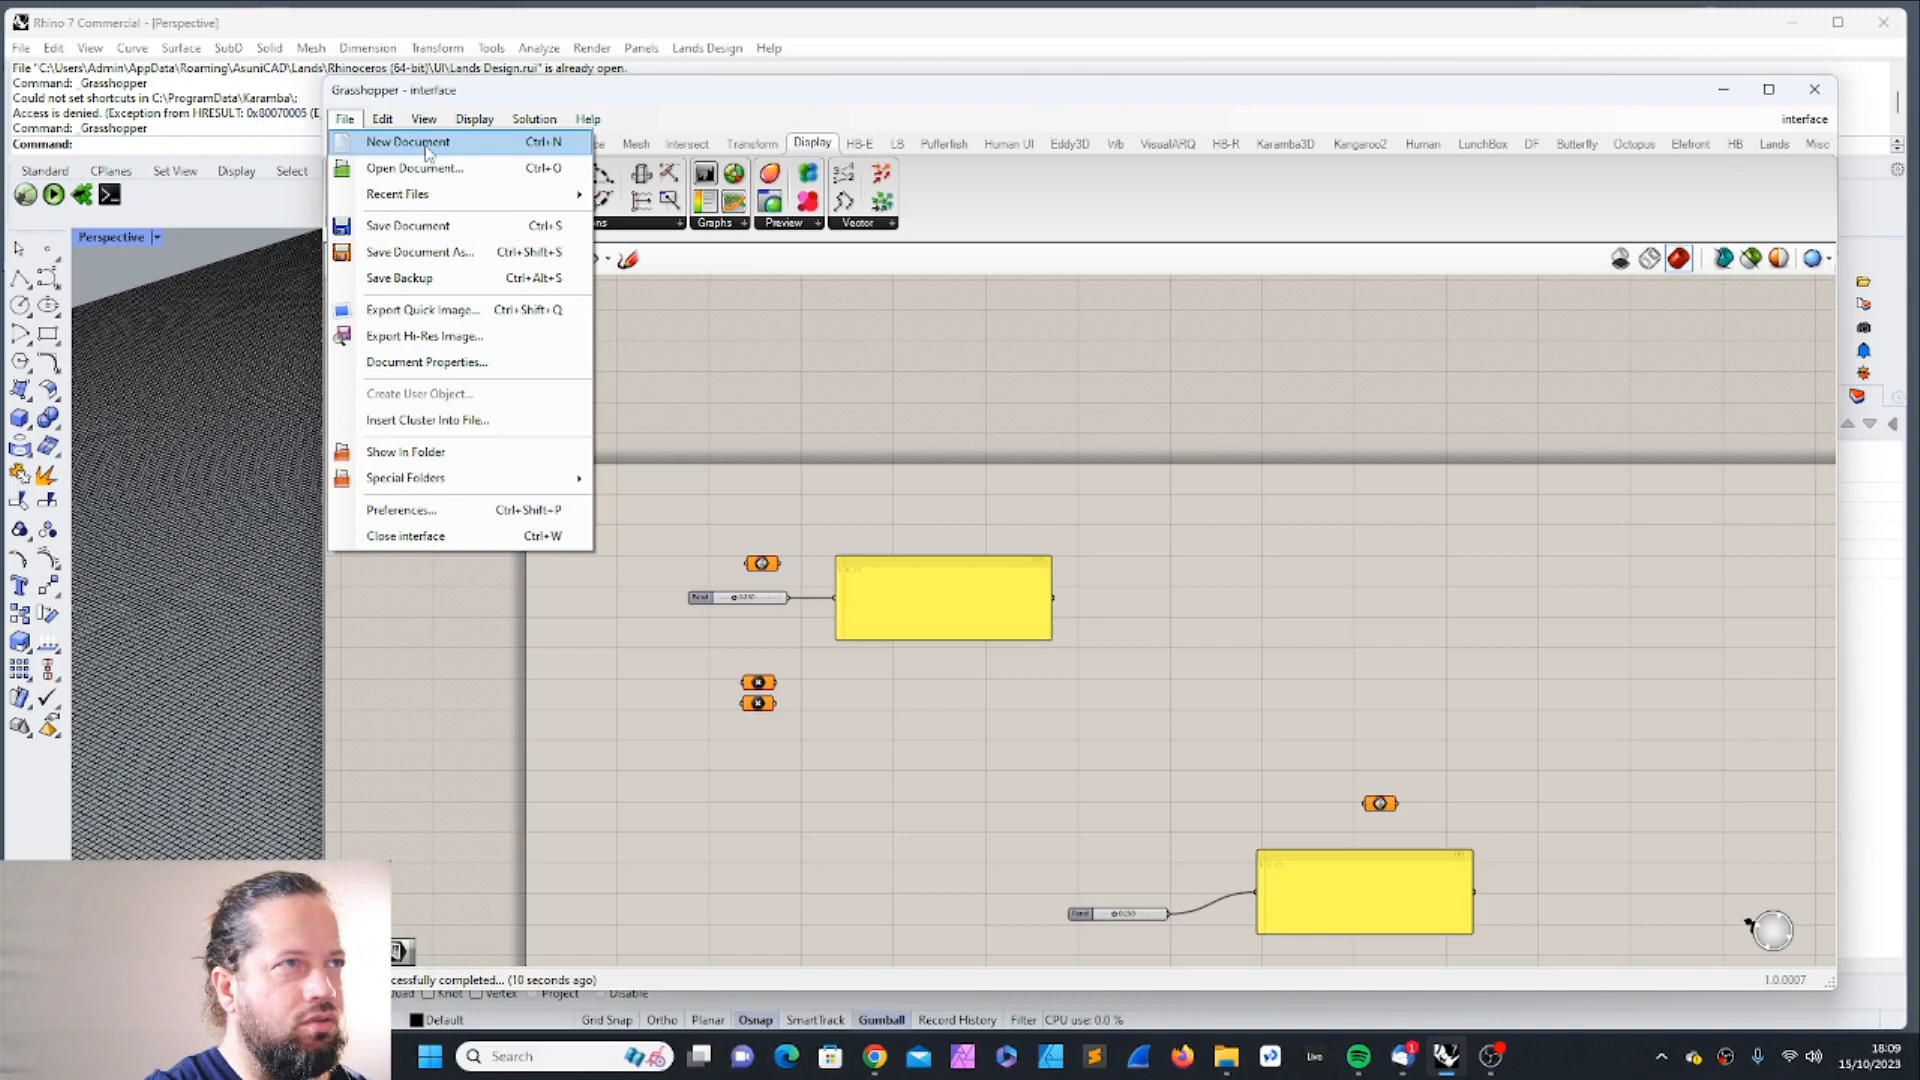 Rhino 7 Commercial - [Perspective]
File Edit View Curve Surface SubD Solid Mesh Dimension Transform Tools Analyze Render Panels Lands Design Help
File "C:\Users\Admin\AppData\Roaming\AsuniCAD\Lands\Rhinoceros (64-bit)\UI\Lands Design.rui" is already open.
Command: _Grasshopper
Could not set shortcuts in C:\ProgramData\Karamba\;
Access is denied. (Exception from HRESULT: 0x80070005 (E
Command: _Grasshopper
Command:
Standard CPlanes Set View Display Select
Perspective
Grasshopper - interface
File Edit View Display Solution Help
interface
Mesh Intersect Transform Display HB-E LB Pufferfish Human UI Eddy3D Wb VisualARQ HB-R Karamba3D Kangaroo2 Human LunchBox DF Butterfly Octopus Elefront HB Lands Misc
ns + Graphs + Preview + Vector +
New Document Ctrl+N
Open Document... Ctrl+O
Recent Files
Save Document Ctrl+S
Save Document As... Ctrl+Shift+S
Save Backup Ctrl+Alt+S
Export Quick Image... Ctrl+Shift+Q
Export Hi-Res Image...
Document Properties...
Create User Object...
Insert Cluster Into File...
Show In Folder
Special Folders
Preferences... Ctrl+Shift+P
Close interface Ctrl+W
cessfully completed... (10 seconds ago)
1.0.0007
Quad Knot Vertex Project Disable
Default Grid Snap Ortho Planar Osnap SmartTrack Gumball Record History Filter CPU use: 0.0 %
Search
Live
1
18:09
15/10/2023